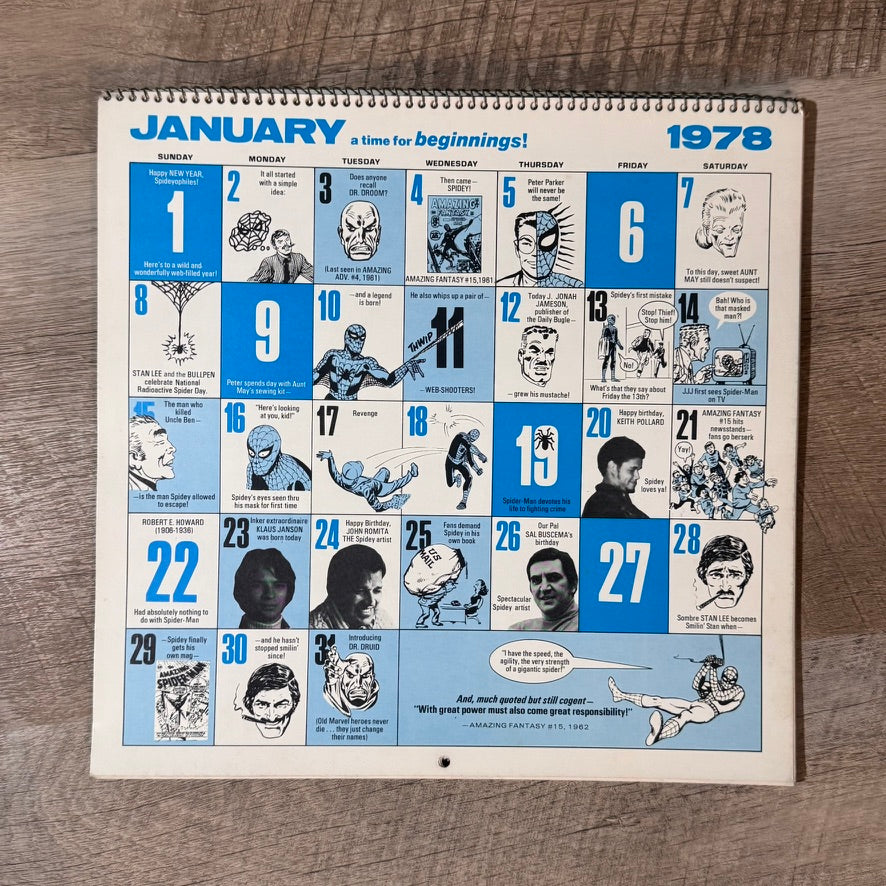 JANUARY a time for beginnings! 1978
SUNDAY MONDAY TUESDAY WEDNESDAY THURSDAY FRIDAY SATURDAY
Happy NEW YEAR,
Spideyophiles!
1
Here's to a wild and
wonderfully web-filled year!
2
It all started
with a simple
idea:
3
Does anyone
recall
DR. DROOM?
(Last seen in AMAZING
ADV. #4, 1961)
4
Then came—
SPIDEY!
AMAZING
FANTASY
AMAZING FANTASY #15,1961
5
Peter Parker
will never be
the same!
6
7
To this day, sweet AUNT
MAY still doesn't suspect!
8
STAN LEE and the BULLPEN
celebrate National
Radioactive Spider Day.
9
Peter spends day with Aunt
May's sewing kit—
10
—and a legend
is born!
He also whips up a pair of—
11
THWIP
—WEB-SHOOTERS!
12
Today J. JONAH
JAMESON,
publisher of
the Daily Bugle—
—grew his mustache!
13
Spidey's first mistake
Stop! Thief!
Stop him!
No!
What's that they say about
Friday the 13th?
14
Bah! Who is
that masked
man?!
JJJ first sees Spider-Man
on TV
15
The man who
killed
Uncle Ben—
—is the man Spidey allowed
to escape!
16
"Here's looking
at you, kid!"
Spidey's eyes seen thru
his mask for first time
17
Revenge
18
19
Spider-Man devotes his
life to fighting crime
20
Happy birthday,
KEITH POLLARD
Spidey
loves ya!
21
AMAZING FANTASY
#15 hits
newsstands—
fans go berserk
Yay!
ROBERT E. HOWARD
(1906-1936)
22
Had absolutely nothing to
do with Spider-Man
23
Inker extraordinaire
KLAUS JANSON
was born today
24
Happy Birthday,
JOHN ROMITA
THE Spidey artist
25
Fans demand
Spidey in his
own book
US
MAIL
26
Our Pal
SAL BUSCEMA's
birthday
Spectacular
Spidey artist
27
28
Sombre STAN LEE becomes
Smilin' Stan when—
29
—Spidey finally
gets his
own mag—
AMAZING
SPIDER-MAN
30
—and he hasn't
stopped smilin'
since!
31
Introducing
DR. DRUID
(Old Marvel heroes never
die . . . they just change
their names)
"I have the speed, the
agility, the very strength
of a gigantic spider!"
And, much quoted but still cogent—
"With great power must also come great responsibility!"
—AMAZING FANTASY #15, 1962